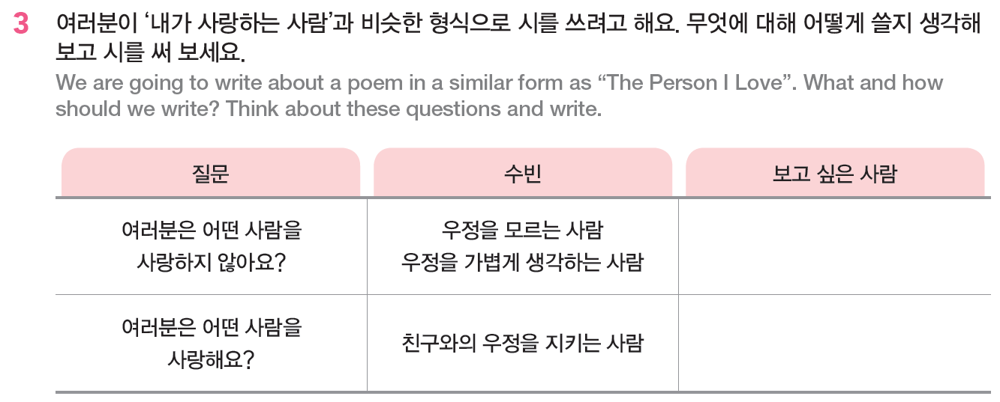 3 여러분이 ‘내가 사랑하는 사람’과 비슷한 형식으로 시를 쓰려고 해요. 무엇에 대해 어떻게 쓸지 생각해
보고 시를 써 보세요.
We are going to write about a poem in a similar form as “The Person I Love”. What and how
should we write? Think about these questions and write.
질문 수빈 보고 싶은 사람
여러분은 어떤 사람을
사랑하지 않아요?
우정을 모르는 사람
우정을 가볍게 생각하는 사람
여러분은 어떤 사람을
사랑해요?
친구와의 우정을 지키는 사람